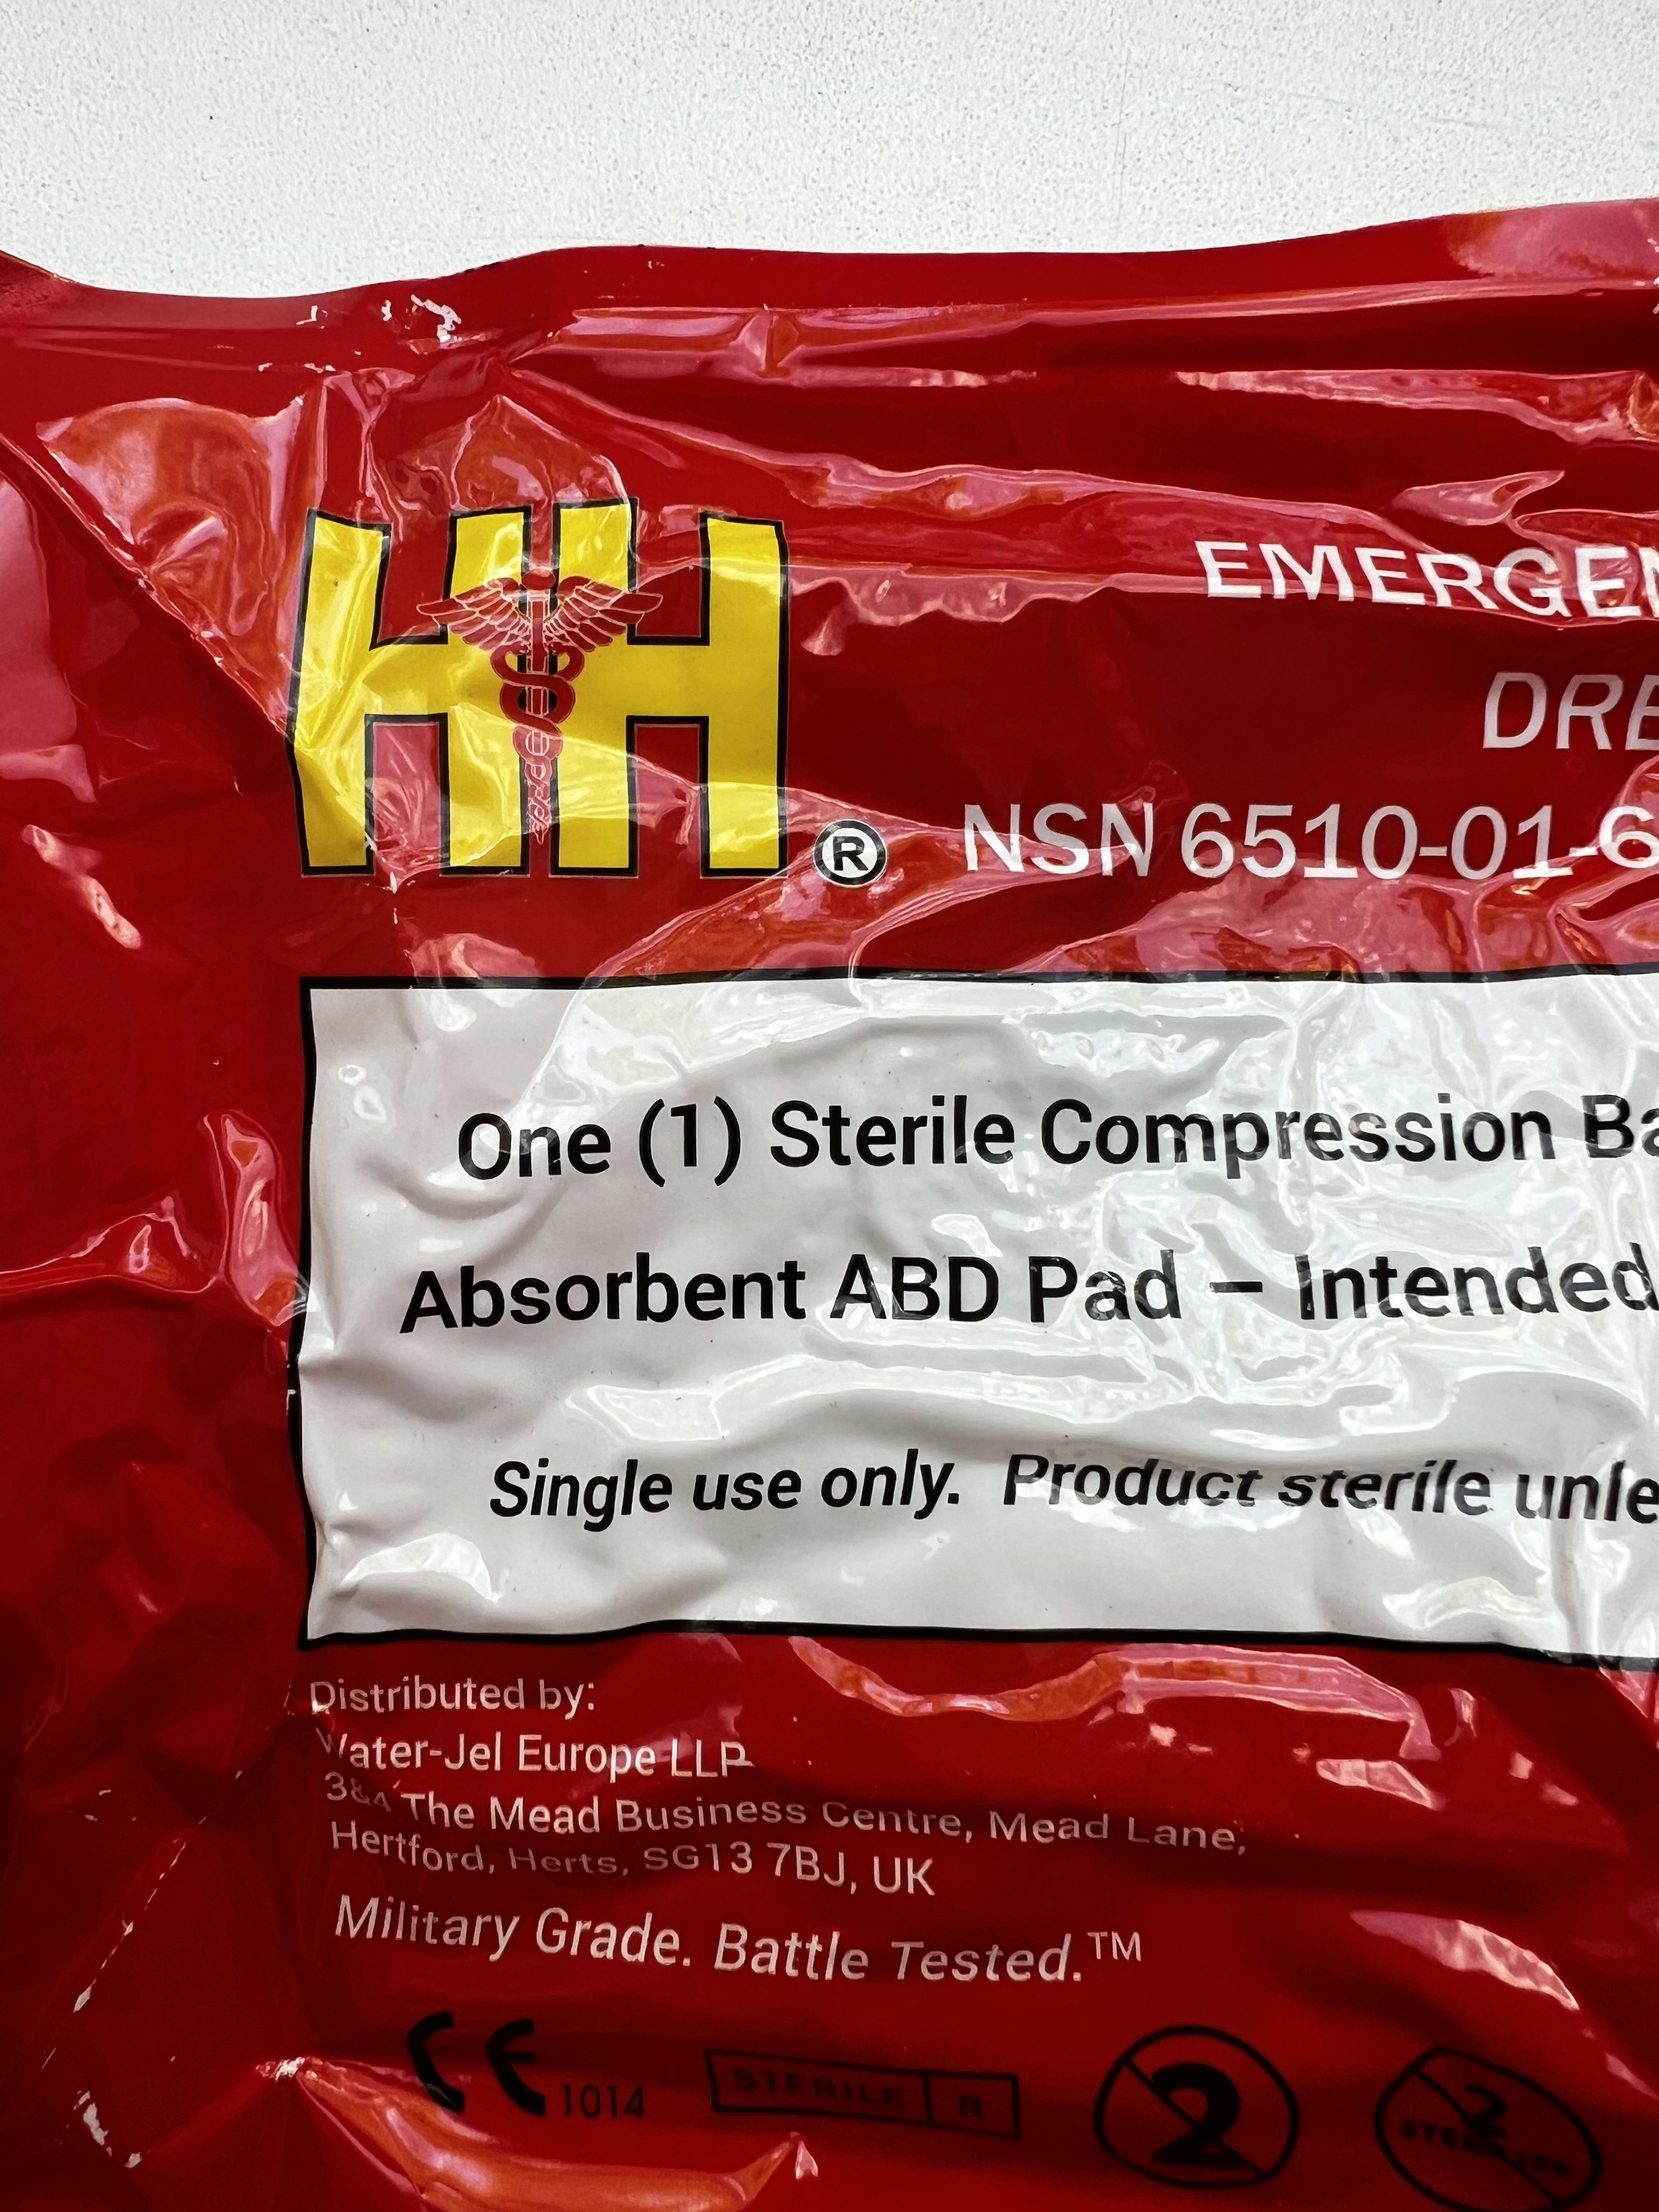 HH
®
EMERGEN
DRE
NSN 6510-01-6
One (1) Sterile Compression Ba
Absorbent ABD Pad – Intended
Single use only. Product sterile unle
Distributed by:
Water-Jel Europe LLP
3&4 The Mead Business Centre, Mead Lane,
Hertford, Herts, SG13 7BJ, UK
Military Grade. Battle Tested.™
CE 1014 STERILE R 2 2 STERILIZE